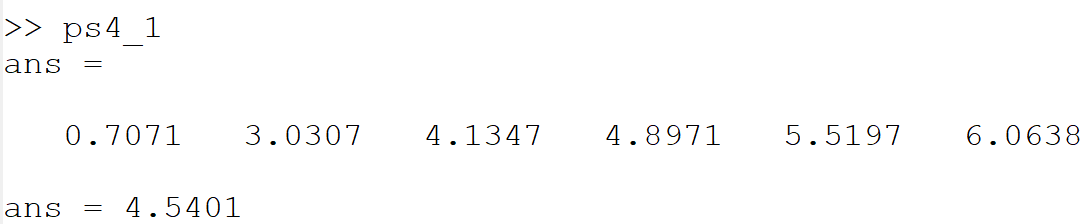 >> ps4_1
ans =
0.7071 3.0307 4.1347 4.8971 5.5197 6.0638
ans = 4.5401